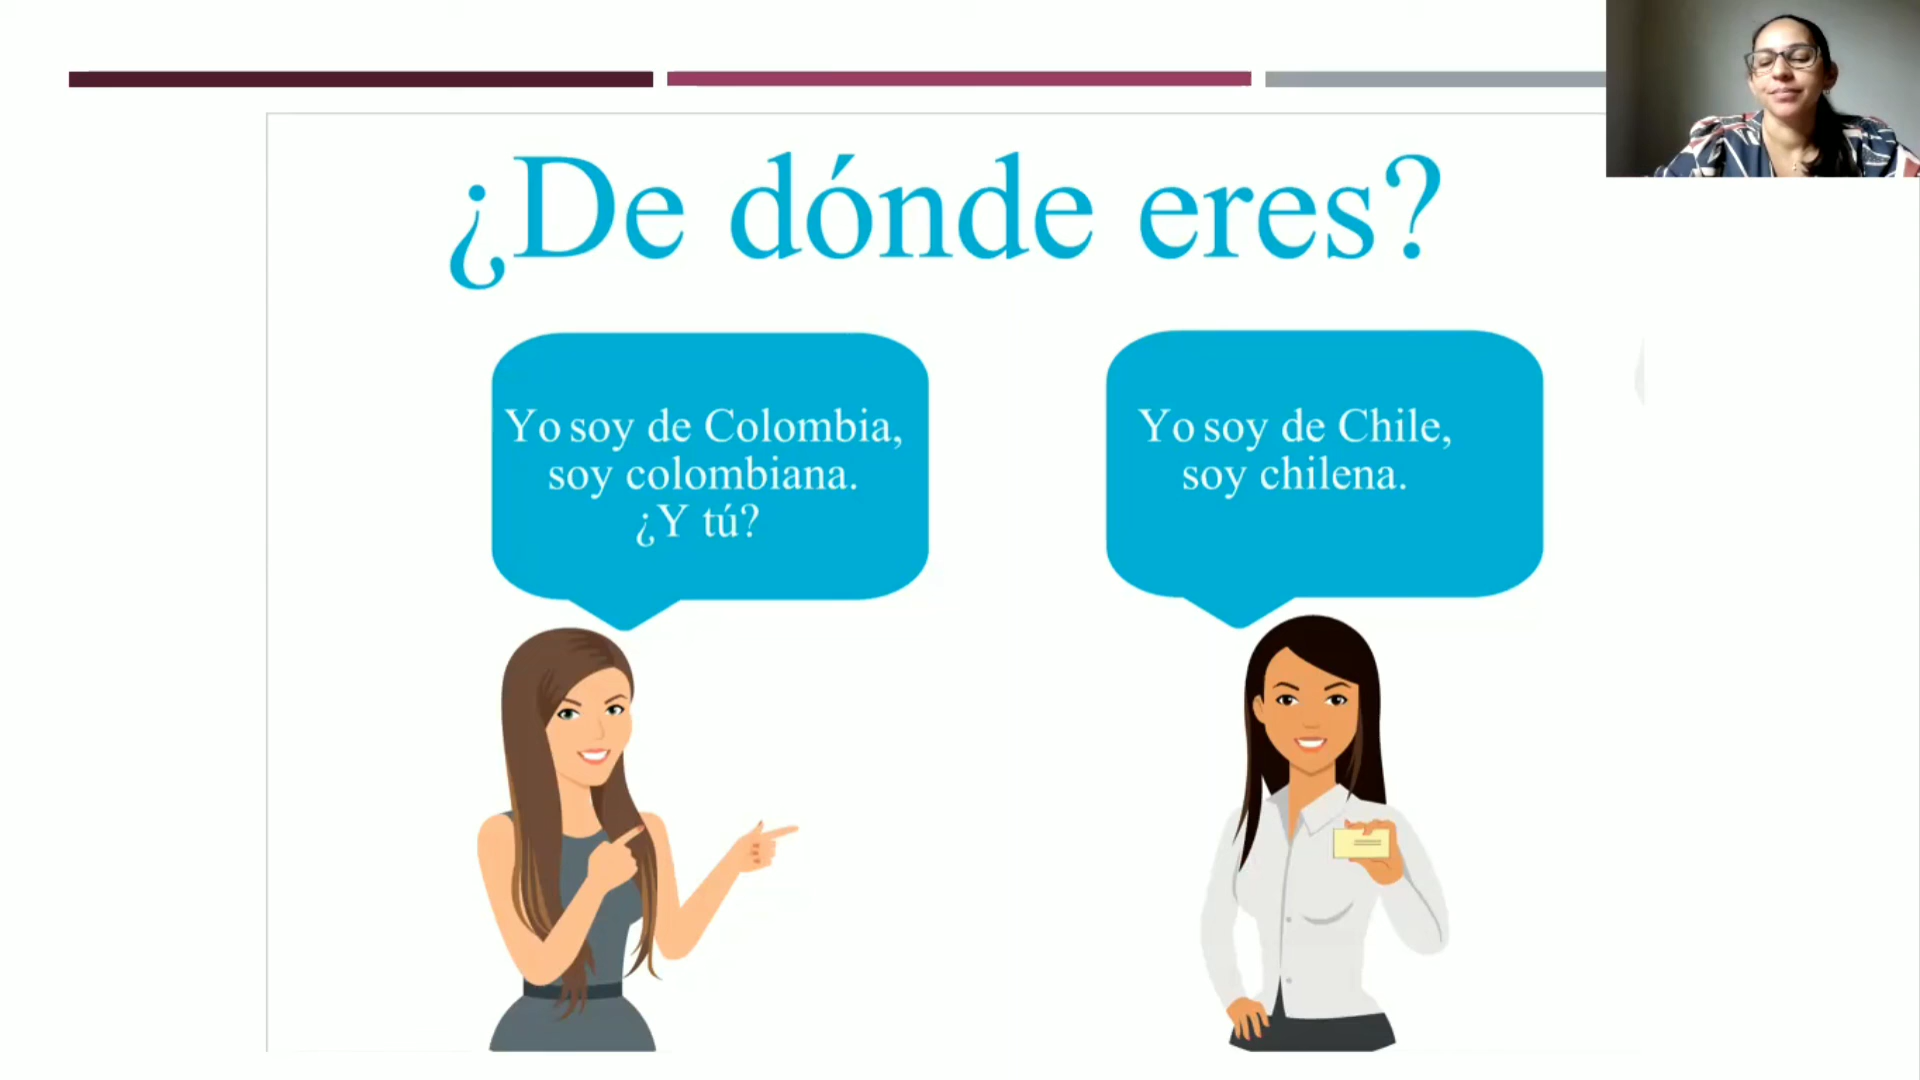 ¿De dónde eres?
Yo soy de Colombia,
soy colombiana.
¿Y tú?
Yo soy de Chile,
soy chilena.